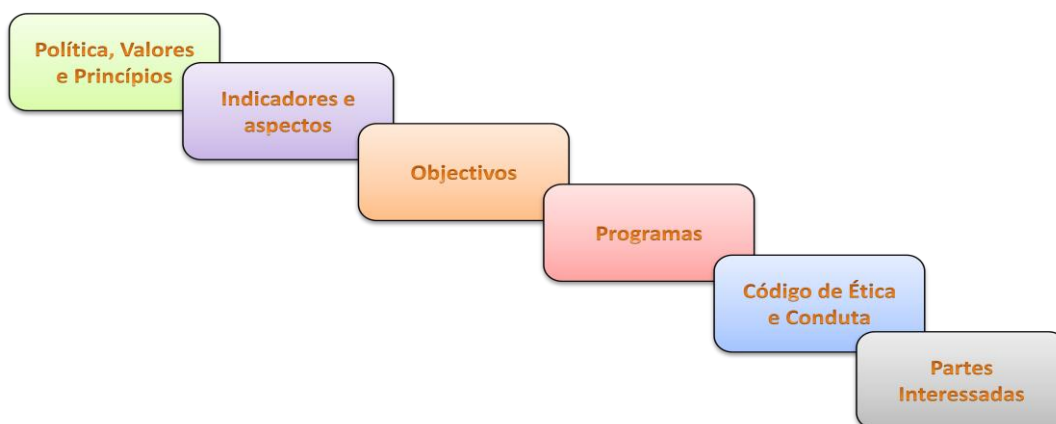 Política, Valores
e Princípios
Indicadores e
aspectos
Objectivos
Programas
Código de Ética
e Conduta
Partes
Interessadas